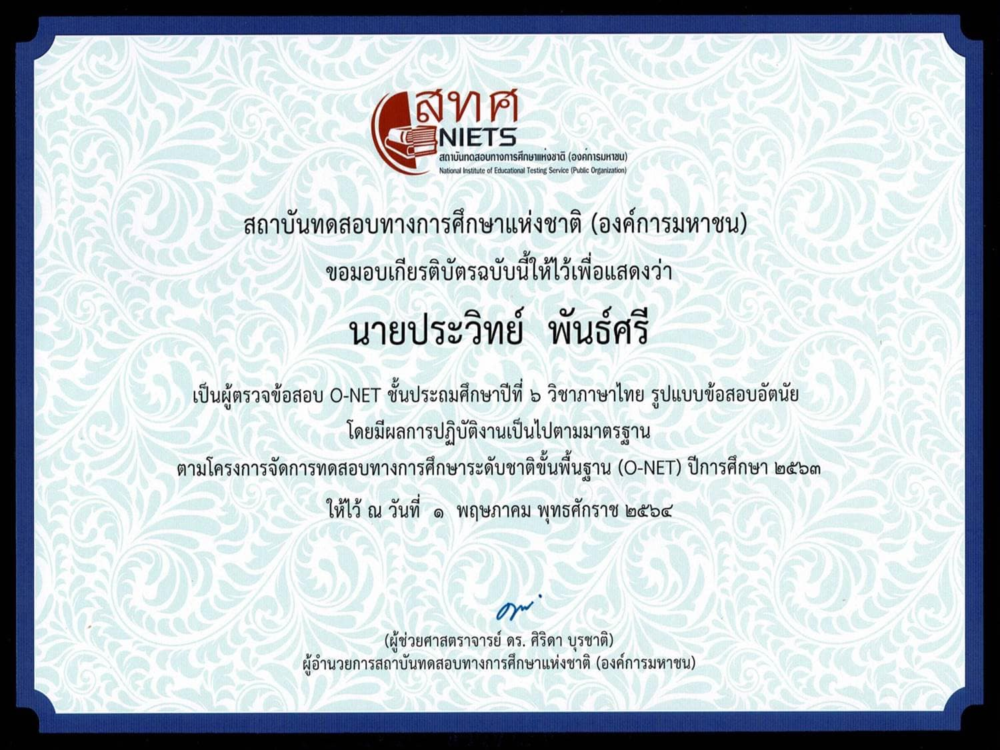 สทศ
NIETS
สถาบันทดสอบทางการศึกษาแห่งชาติ (องค์การมหาชน)
National Institute of Educational Testing Service (Public Organization)
สถาบันทดสอบทางการศึกษาแห่งชาติ (องค์การมหาชน)
ขอมอบเกียรติบัตรฉบับนี้ให้ไว้เพื่อแสดงว่า
นายประวิทย์ พันธ์ศรี
เป็นผู้ตรวจข้อสอบ O-NET ชั้นประถมศึกษาปีที่ ๖ วิชาภาษาไทย รูปแบบข้อสอบอัตนัย
โดยมีผลการปฏิบัติงานเป็นไปตามมาตรฐาน
ตามโครงการจัดการทดสอบทางการศึกษาระดับชาติขั้นพื้นฐาน (O-NET) ปีการศึกษา ๒๕๖๓
ให้ไว้ ณ วันที่ ๑ พฤษภาคม พุทธศักราช ๒๕๖๔
(ผู้ช่วยศาสตราจารย์ ดร. ศิริดา บุรชาติ)
ผู้อำนวยการสถาบันทดสอบทางการศึกษาแห่งชาติ (องค์การมหาชน)